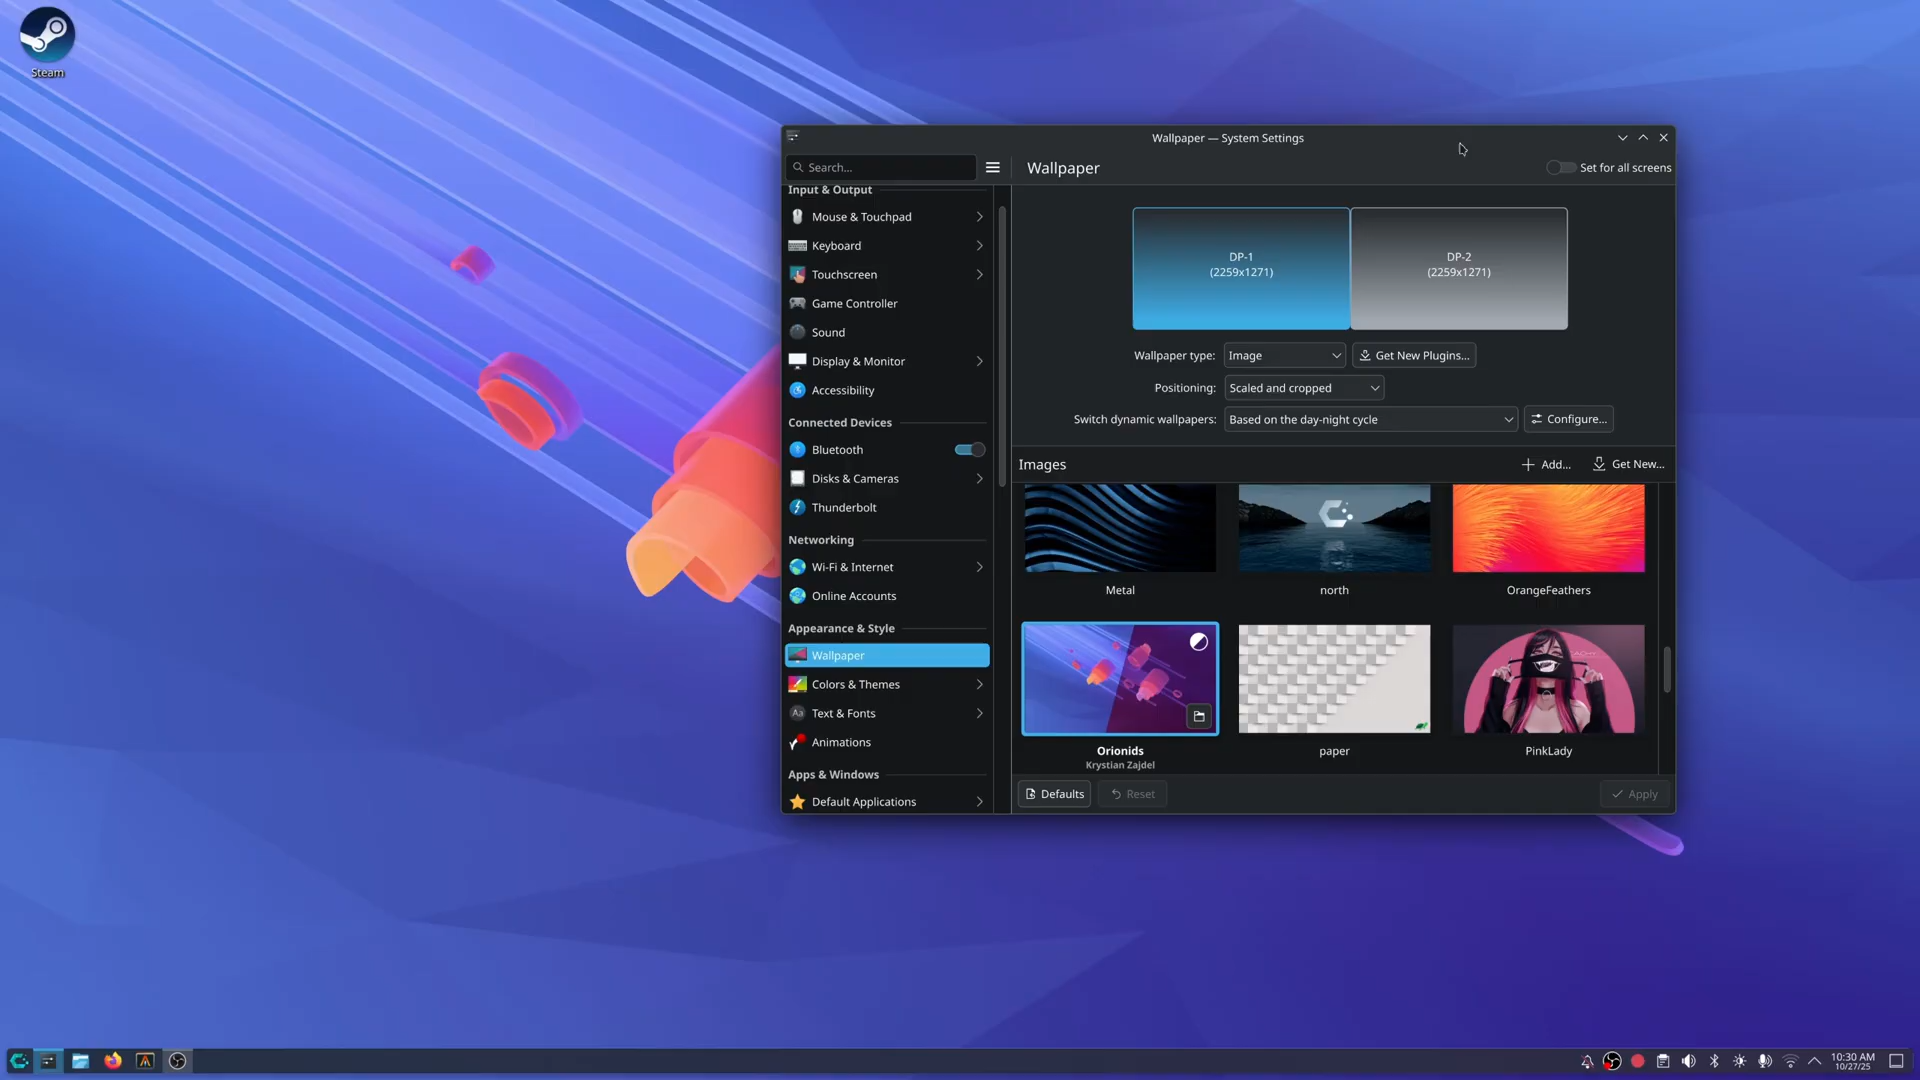 Steam
Wallpaper — System Settings
Search...
Wallpaper
Set for all screens
Input & Output
Mouse & Touchpad
Keyboard
Touchscreen
Game Controller
Sound
Display & Monitor
Accessibility
Connected Devices
Bluetooth
Disks & Cameras
Thunderbolt
Networking
Wi-Fi & Internet
Online Accounts
Appearance & Style
Wallpaper
Colors & Themes
Text & Fonts
Animations
Apps & Windows
Default Applications
DP-1
(2259x1271)
DP-2
(2259x1271)
Wallpaper type:
Image
Get New Plugins...
Positioning:
Scaled and cropped
Switch dynamic wallpapers:
Based on the day-night cycle
Configure...
Images
Add...
Get New...
Metal
north
OrangeFeathers
Orionids
Krystian Zajdel
paper
PinkLady
Defaults
Reset
Apply
10:30 AM
10/27/25